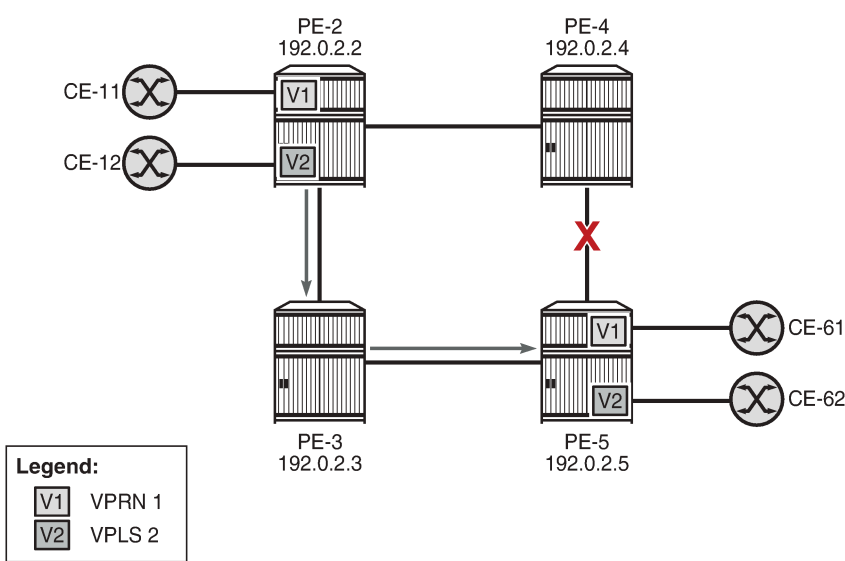 PE-2
192.0.2.2
PE-4
192.0.2.4
CE-11
V1
CE-12
V2
X
V1
CE-61
V2
CE-62
PE-3
192.0.2.3
PE-5
192.0.2.5
Legend:
V1 VPRN 1
V2 VPLS 2